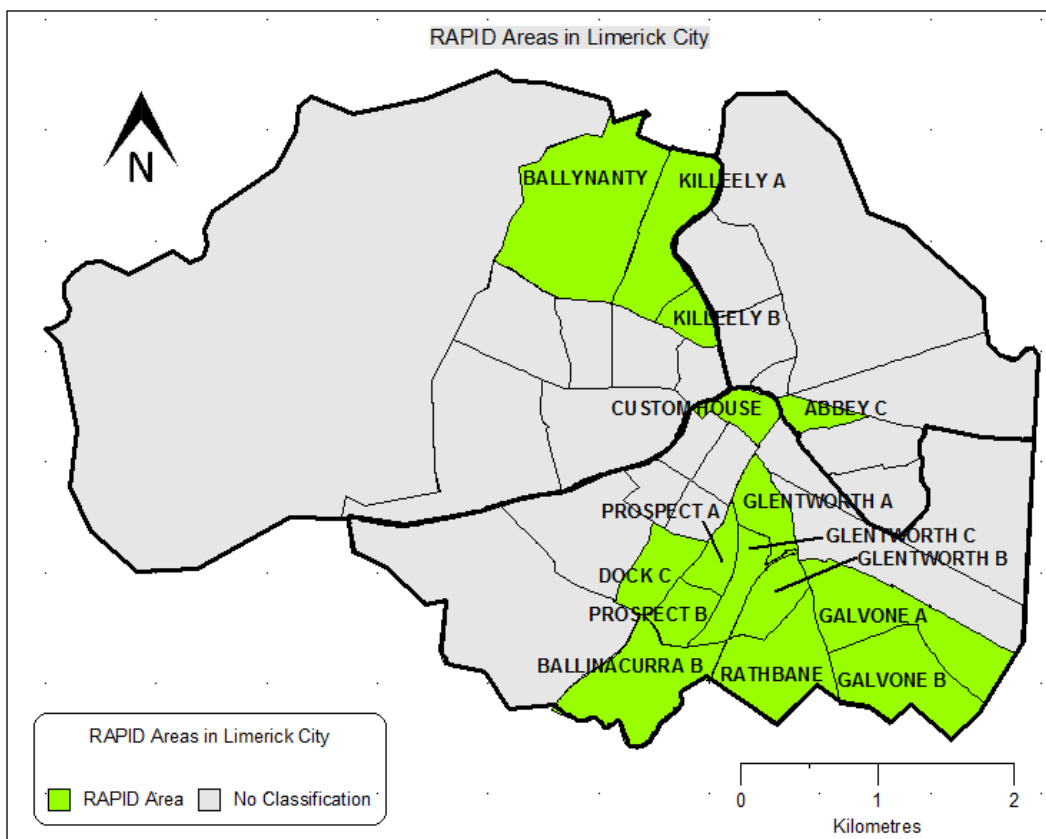 RAPID Areas in Limerick City
N
BALLYNANTY
KILLEELY A
KILLEELY B
CUSTOM HOUSE
ABBEY C
GLENTWORTH A
PROSPECT A
GLENTWORTH C
GLENTWORTH B
DOCK C
PROSPECT B
GALVONE A
BALLINACURRA B
RATHBANE
GALVONE B
RAPID Areas in Limerick City
RAPID Area
No Classification
0 1 2
Kilometres